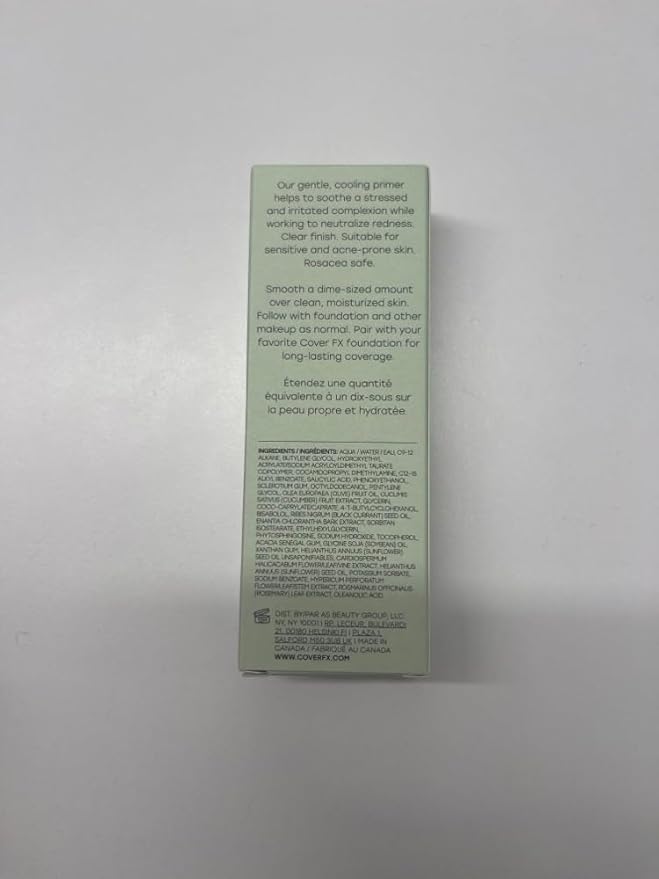 Our gentle, cooling primer
helps to soothe a stressed
and irritated complexion while
working to neutralize redness.
Clear finish. Suitable for
sensitive and acne-prone skin.
Rosacea safe.
Smooth a dime-sized amount
over clean, moisturized skin.
Follow with foundation and other
makeup as normal. Pair with your
favorite Cover FX foundation for
long-lasting coverage.
Étendez une quantité
équivalente à un dix-sous sur
la peau propre et hydratée
INGREDIENTS / INGRÉDIENTS: AQUA / WATER / EAU, C9-12
ALKANE, BUTYLENE GLYCOL, HYDROXYETHYL
ACRYLATE/SODIUM ACRYLOYLDIMETHYL TAURATE
COPOLYMER, COCAMIDOPROPYL DIMETHYLAMINE, C12-15
ALKYL BENZOATE, SALICYLIC ACID, PHENOXYETHANOL,
SCLEROTIUM GUM, OCTYLDODECANOL, PENTYLENE
GLYCOL, OLEA EUROPAEA (OLIVE) FRUIT OIL, CUCUMIS
SATIVUS (CUCUMBER) FRUIT EXTRACT, GLYCERIN,
COCO-CAPRYLATE/CAPRATE, 4-T-BUTYLCYCLOHEXANOL,
BISABOLOL, RIBES NIGRUM (BLACK CURRANT) SEED OIL,
ENANTIA CHLORANTHA BARK EXTRACT, SORBITAN
ISOSTEARATE, ETHYLHEXYLGLYCERIN,
PHYTOSPHINGOSINE, SODIUM HYDROXIDE, TOCOPHEROL,
ACACIA SENEGAL GUM, GLYCINE SOJA (SOYBEAN) OIL,
XANTHAN GUM, HELIANTHUS ANNUUS (SUNFLOWER)
SEED OIL UNSAPONIFIABLES, CARDIOSPERMUM
HALICACABUM FLOWER/LEAF/VINE EXTRACT, HELIANTHUS
ANNUUS (SUNFLOWER) SEED OIL, POTASSIUM SORBATE,
SODIUM BENZOATE, HYPERICUM PERFORATUM
FLOWER/LEAF/STEM EXTRACT, ROSMARINUS OFFICINALIS
(ROSEMARY) LEAF EXTRACT, OLEANOLIC ACID.
DIST. BY/PAR AS BEAUTY GROUP, LLC
NY, NY 10001 | RP. LECEUR, BULEVARDI
21, 00180 HELSINKI FI | PLAZA 1,
SALFORD M50 3UB UK | MADE IN
CANADA / FABRIQUÉ AU CANADA
WWW.COVERFX.COM